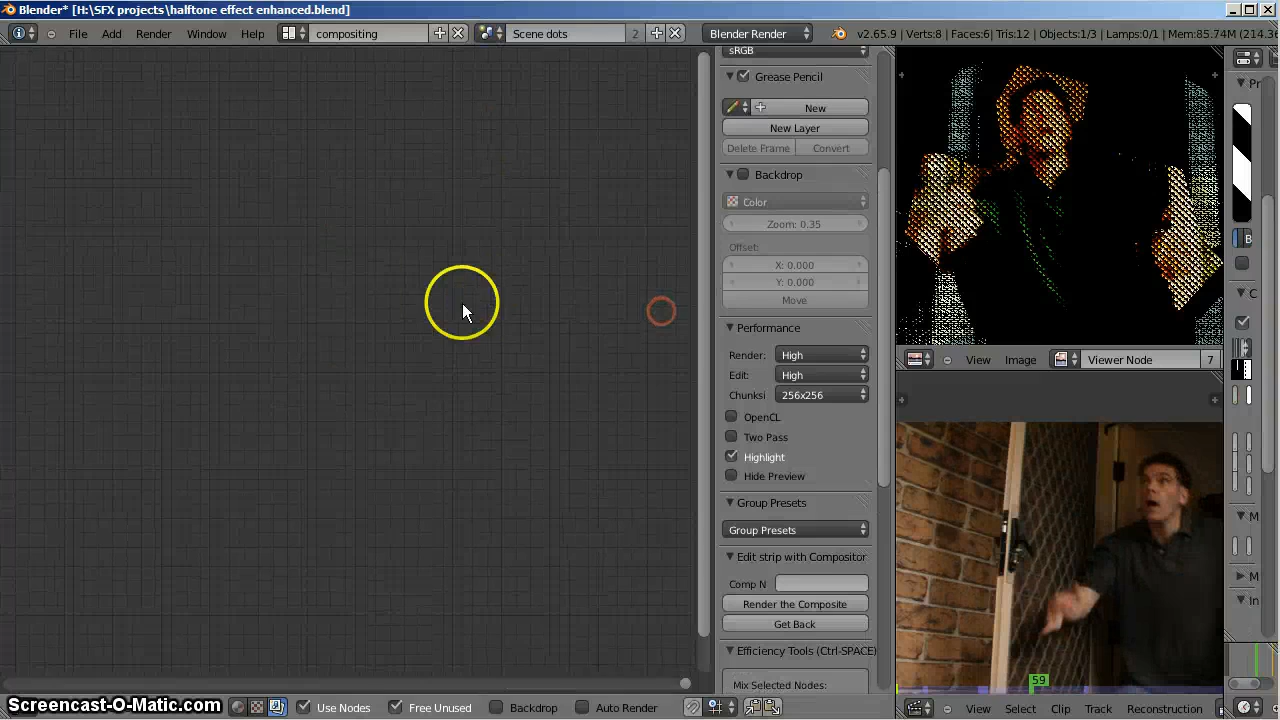 Blender* [H:\SFX projects\halftone effect enhanced.blend]
File Add Render Window Help compositing Scene dots 2 Blender Render v2.65.9 | Verts:8 | Faces:6 | Tris:12 | Objects:1/3 | Lamps:0/1 | Mem:85.74M (214.36
sRGB
Grease Pencil
New
New Layer
Delete Frame Convert
Backdrop
Color
Zoom: 0.35
Offset:
X: 0.000
Y: 0.000
Move
Performance
Render: High
Edit: High
Chunksi 256x256
OpenCL
Two Pass
Highlight
Hide Preview
Group Presets
Group Presets
Edit strip with Compositor
Comp N
Render the Composite
Get Back
Efficiency Tools (Ctrl-SPACE)
Mix Selected Nodes:
View Image Viewer Node 7
59
View Select Clip Track Reconstruction
Pr
B
C
M
M
In
Screencast-O-Matic.com Use Nodes Free Unused Backdrop Auto Render